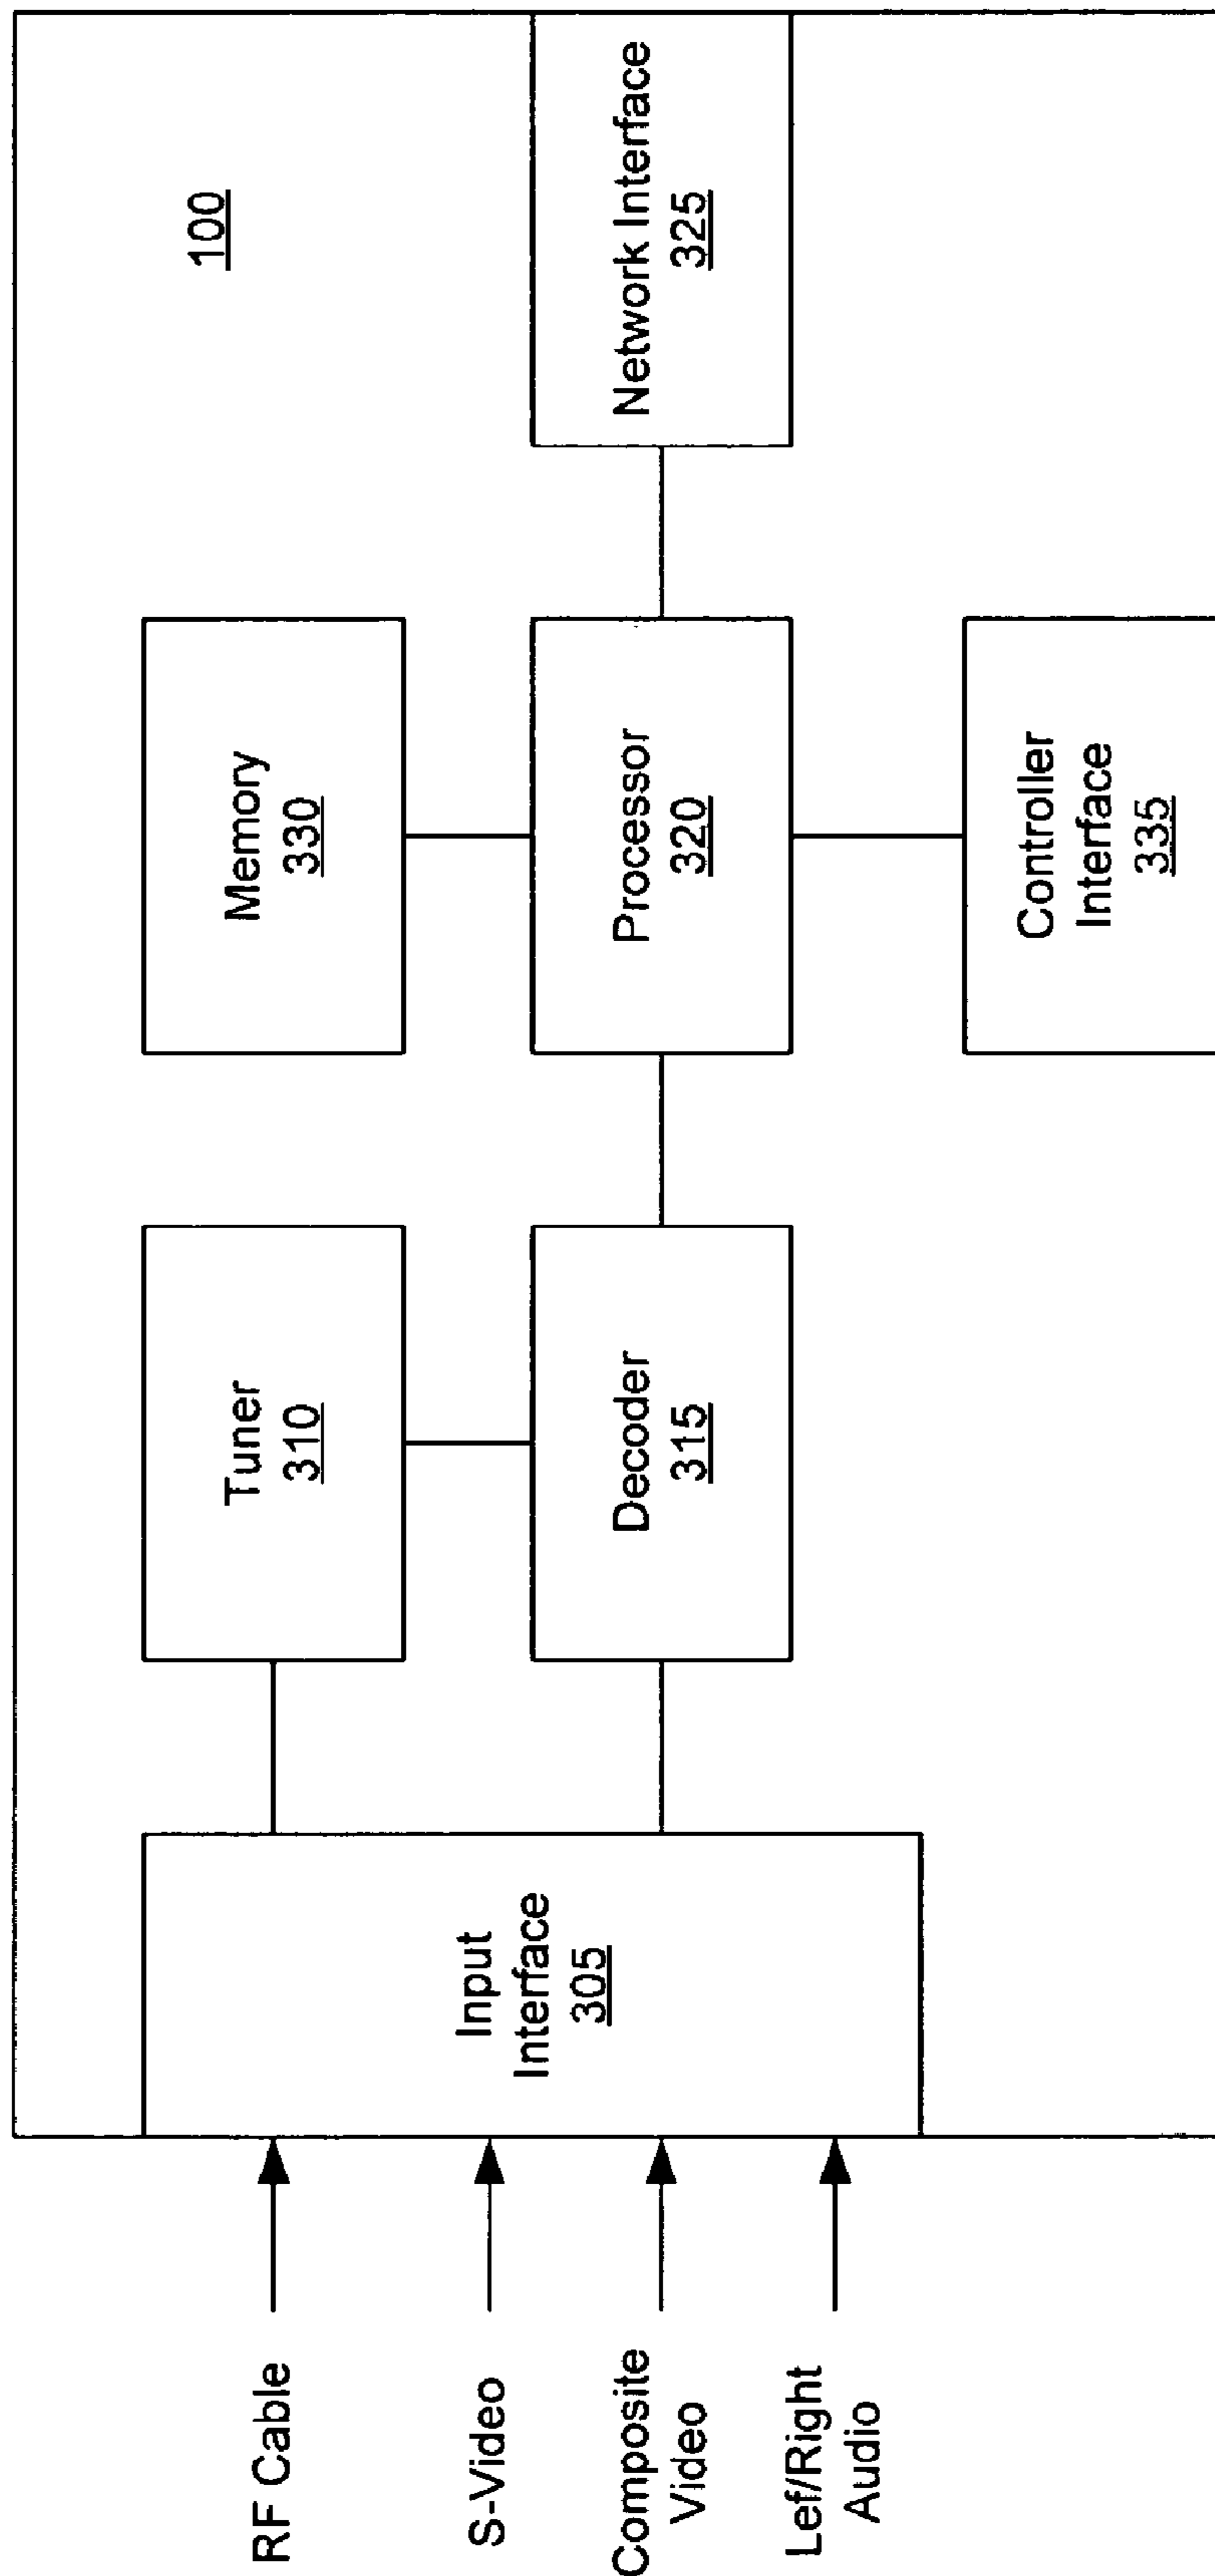 100
RF Cable
S-Video
Composite
Video
Lef/Right
Audio
Input
Interface
305
Tuner
310
Decoder
315
Memory
330
Processor
320
Controller
Interface
335
Network Interface
325